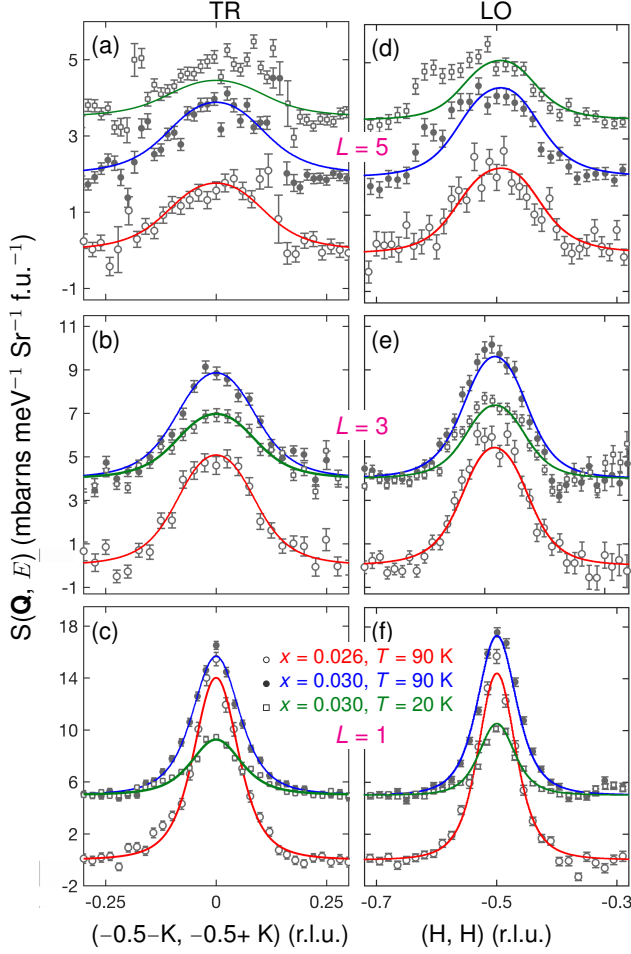 TR
LO
(a)
(d)
5
3
1
-1
L = 5
(b)
(e)
11
9
7
5
3
1
-1
L = 3
(c)
(f)
18
14
10
6
2
-2
x = 0.026, T = 90 K
x = 0.030, T = 90 K
x = 0.030, T = 20 K
L = 1
-0.25
0
0.25
-0.7
-0.5
-0.3
(−0.5−K, −0.5+ K) (r.l.u.)
(H, H) (r.l.u.)
S(Q, E) (mbarns meV⁻¹ Sr⁻¹ f.u.⁻¹)